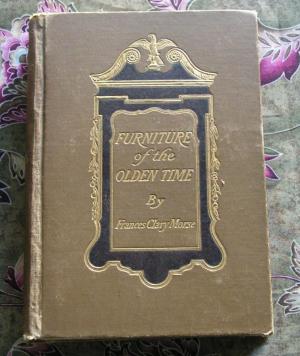 FURNITURE
of the
OLDEN TIME
By
Frances Clary Morse